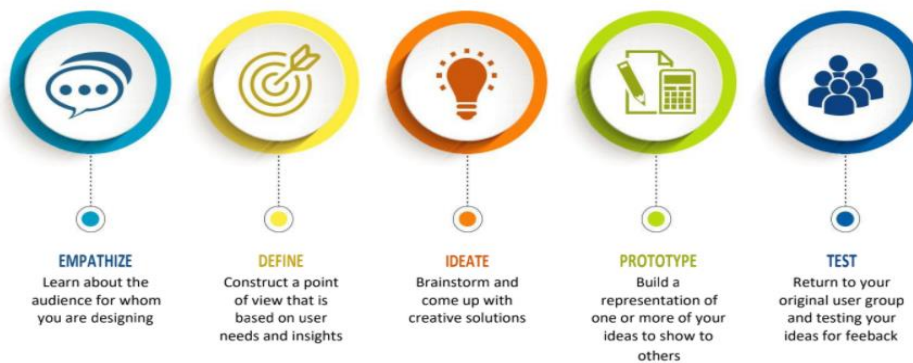 EMPATHIZE
Learn about the
audience for whom
you are designing
DEFINE
Construct a point
of view that is
based on user
needs and insights
IDEATE
Brainstorm and
come up with
creative solutions
PROTOTYPE
Build a
representation of
one or more of your
ideas to show to
others
TEST
Return to your
original user group
and testing your
ideas for feeback